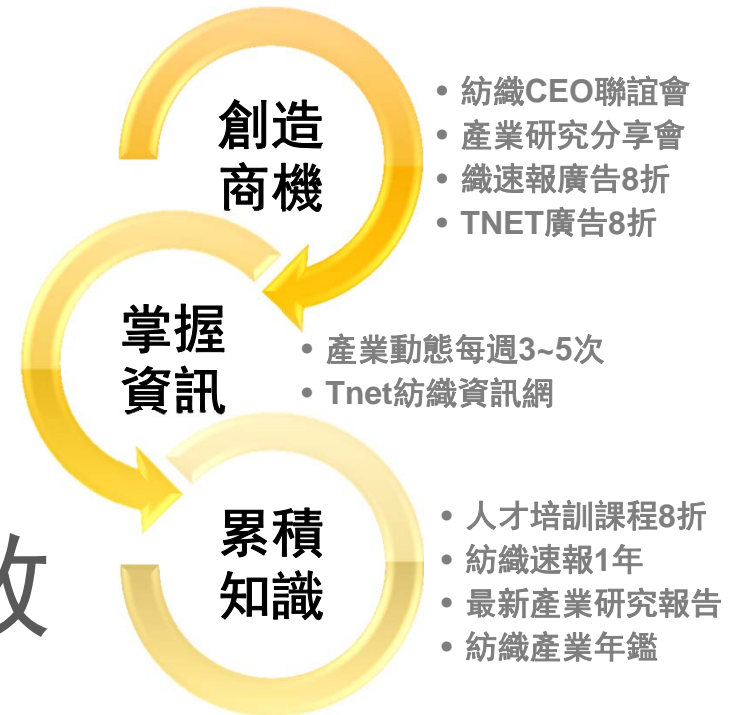 創造
商機
• 紡織CEO聯誼會
• 產業研究分享會
• 織速報廣告8折
• TNET廣告8折
掌握
資訊
• 產業動態每週3~5次
• Tnet紡織資訊網
累積
知識
• 人才培訓課程8折
• 紡織速報1年
• 最新產業研究報告
• 紡織產業年鑑